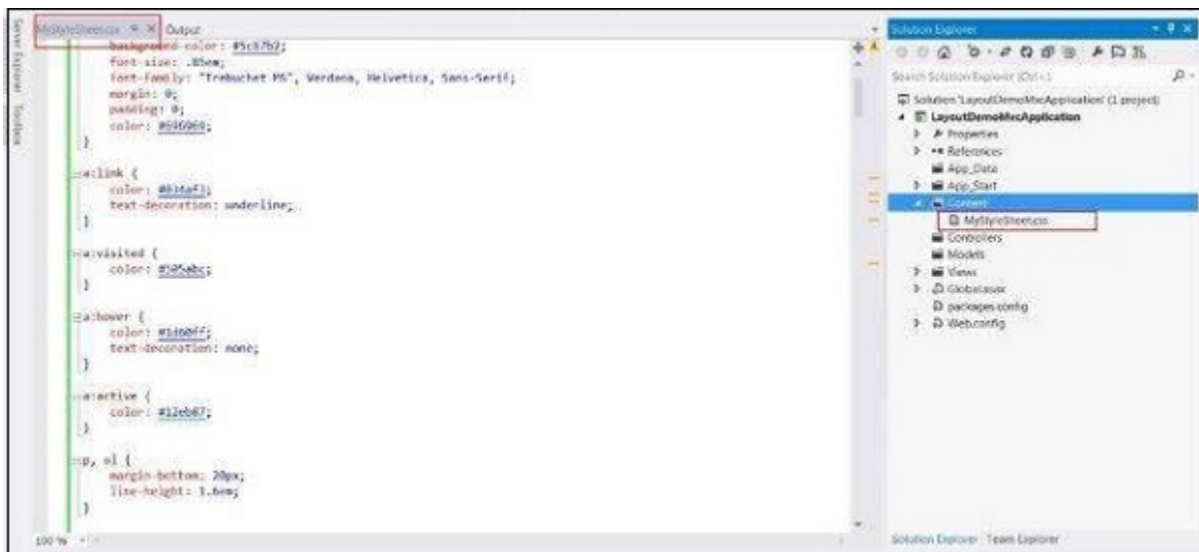 Server Explorer
Toolbox
MyStyleSheet.css
Output
background-color: #5c87b2;
font-size: .85em;
font-family: "Trebuchet MS", Verdana, Helvetica, Sans-Serif;
margin: 0;
padding: 0;
color: #696969;
}
a:link {
color: #034af3;
text-decoration: underline;
}
a:visited {
color: #505abc;
}
a:hover {
color: #1d60ff;
text-decoration: none;
}
a:active {
color: #12eb87;
}
p, ul {
margin-bottom: 20px;
line-height: 1.6em;
}
100 %
Solution Explorer
Search Solution Explorer (Ctrl+;)
Solution 'LayoutDemoMvcApplication' (1 project)
LayoutDemoMvcApplication
Properties
References
App_Data
App_Start
Content
MyStyleSheet.css
Controllers
Models
Views
Global.asax
packages.config
Web.config
Solution Explorer
Team Explorer